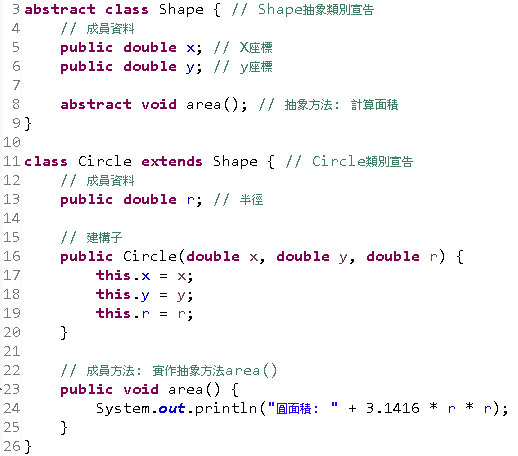 3 abstract class Shape { // Shape抽象類別宣告
4     // 成員資料
5     public double x; // X座標
6     public double y; // y座標
7
8     abstract void area(); // 抽象方法: 計算面積
9 }
10
11 class Circle extends Shape { // Circle類別宣告
12     // 成員資料
13     public double r; // 半徑
14
15     // 建構子
16     public Circle(double x, double y, double r) {
17         this.x = x;
18         this.y = y;
19         this.r = r;
20     }
21
22     // 成員方法: 實作抽象方法area()
23     public void area() {
24         System.out.println("圓面積: " + 3.1416 * r * r);
25     }
26 }